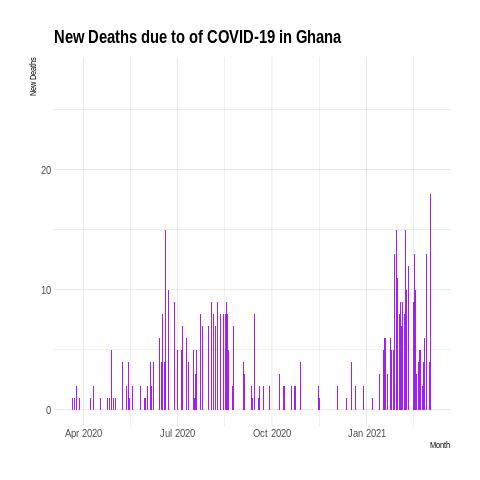 New Deaths due to of COVID-19 in Ghana
New Deaths
20
10
0
Apr 2020
Jul 2020
Oct 2020
Jan 2021
Month